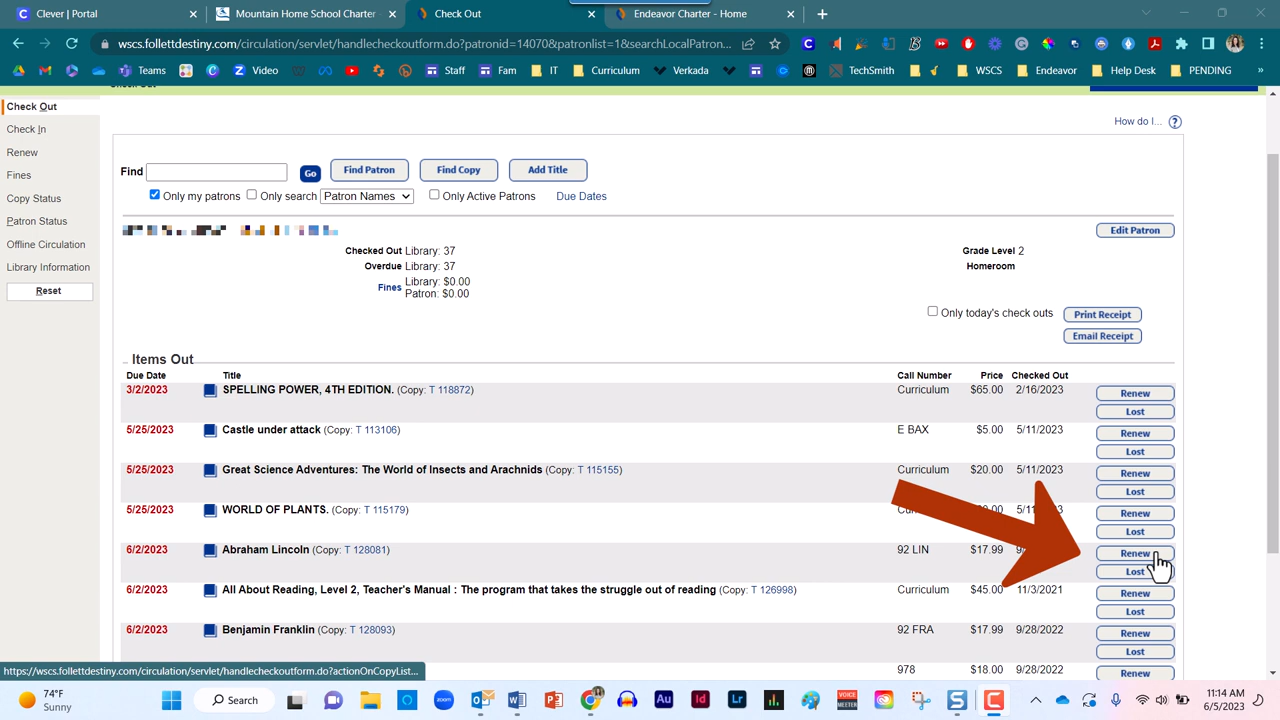 Clever | Portal
Mountain Home School Charter
Check Out
Endeavor Charter - Home
wscs.follettdestiny.com/circulation/servlet/handlecheckoutform.do?patronid=14070&patronlist=1&searchLocalPatron...
Teams
Video
Staff
Fam
IT
Curriculum
Verkada
TechSmith
WSCS
Endeavor
Help Desk
PENDING
»
Check Out
Check In
Renew
Fines
Copy Status
Patron Status
Offline Circulation
Library Information
Reset
How do I... ?
Find Go Find Patron Find Copy Add Title
Only my patrons Only search Patron Names Only Active Patrons Due Dates
Edit Patron
Checked Out Library: 37 Grade Level 2
Overdue Library: 37 Homeroom
Fines Library: $0.00
Patron: $0.00
Only today's check outs Print Receipt
Email Receipt
Items Out
Due Date Title Call Number Price Checked Out
3/2/2023 SPELLING POWER, 4TH EDITION. (Copy: T 118872) Curriculum $65.00 2/16/2023 Renew
Lost
5/25/2023 Castle under attack (Copy: T 113106) E BAX $5.00 5/11/2023 Renew
Lost
5/25/2023 Great Science Adventures: The World of Insects and Arachnids (Copy: T 115155) Curriculum $20.00 5/11/2023 Renew
Lost
5/25/2023 WORLD OF PLANTS. (Copy: T 115179) Renew
Lost
6/2/2023 Abraham Lincoln (Copy: T 128081) 92 LIN $17.99 Renew
Lost
6/2/2023 All About Reading, Level 2, Teacher's Manual : The program that takes the struggle out of reading (Copy: T 126998) Curriculum $45.00 11/3/2021 Renew
Lost
6/2/2023 Benjamin Franklin (Copy: T 128093) 92 FRA $17.99 9/28/2022 Renew
Lost
978 $18.00 9/28/2022 Renew
https://wscs.follettdestiny.com/circulation/servlet/handlecheckoutform.do?actionOnCopyList...
74°F
Sunny
Search
zoom
Au
Id
Lr
VOICE
MEETER
11:14 AM
6/5/2023